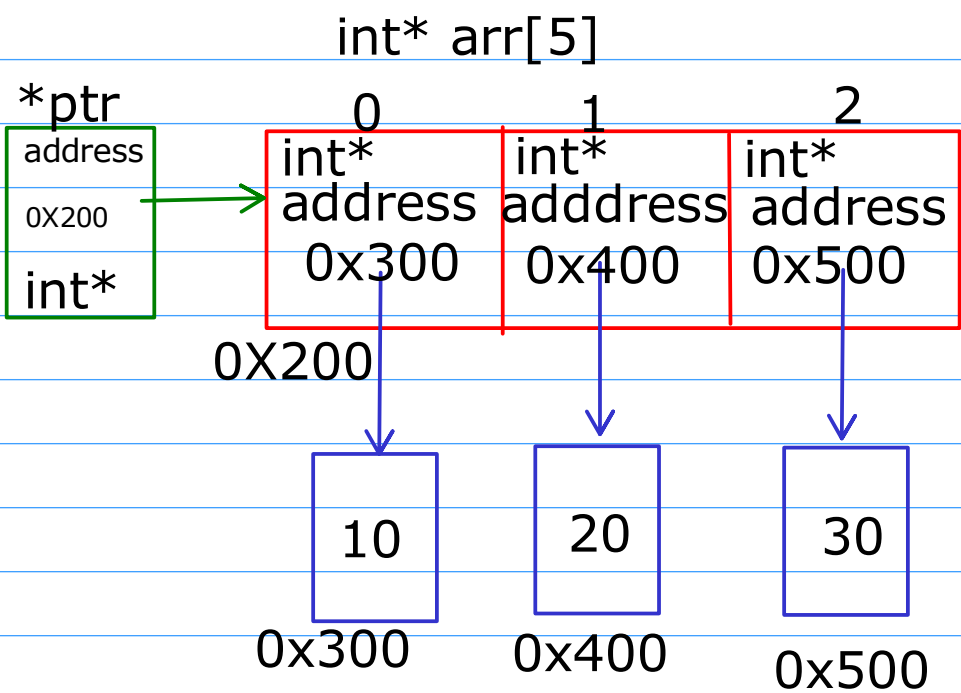 int* arr[5]
*ptr
0
1
2
address
0X200
int*
int*
address
0x300
int*
adddress
0x400
int*
address
0x500
0X200
10
20
30
0x300
0x400
0x500